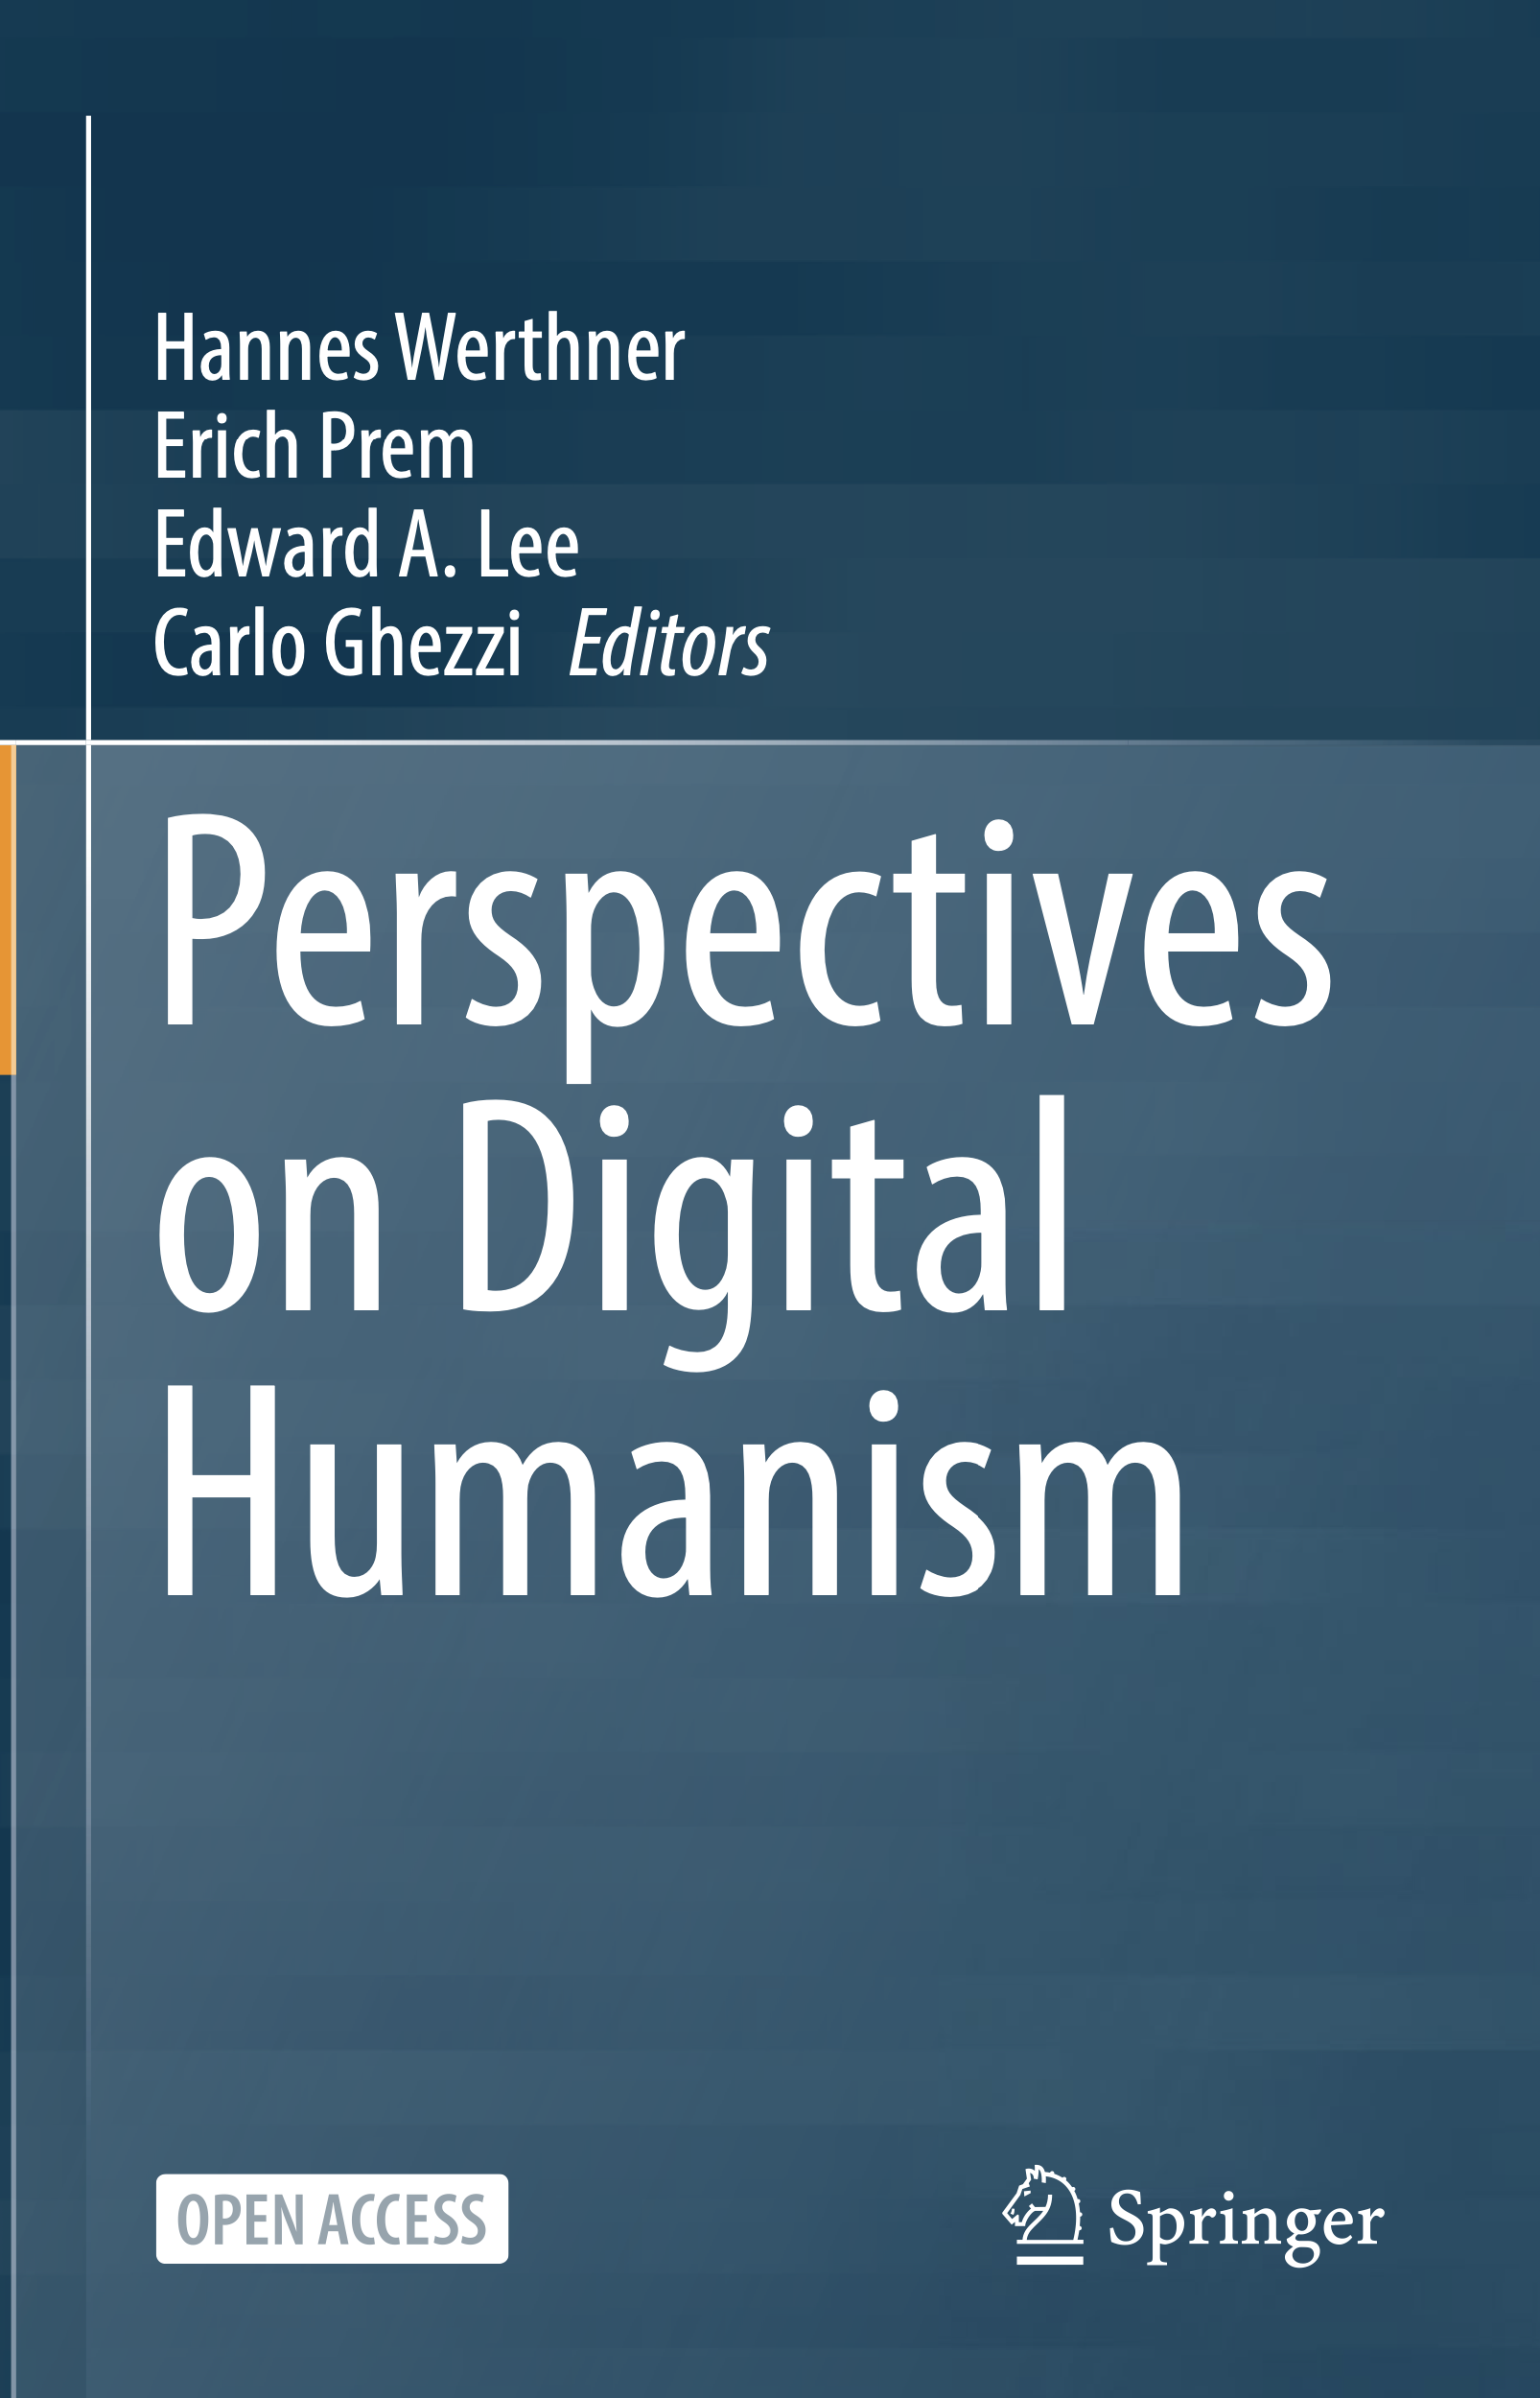 Hannes Werthner
Erich Prem
Edward A. Lee
Carlo Ghezzi Editors
Perspectives
on Digital
Humanism
OPEN ACCESS
Springer